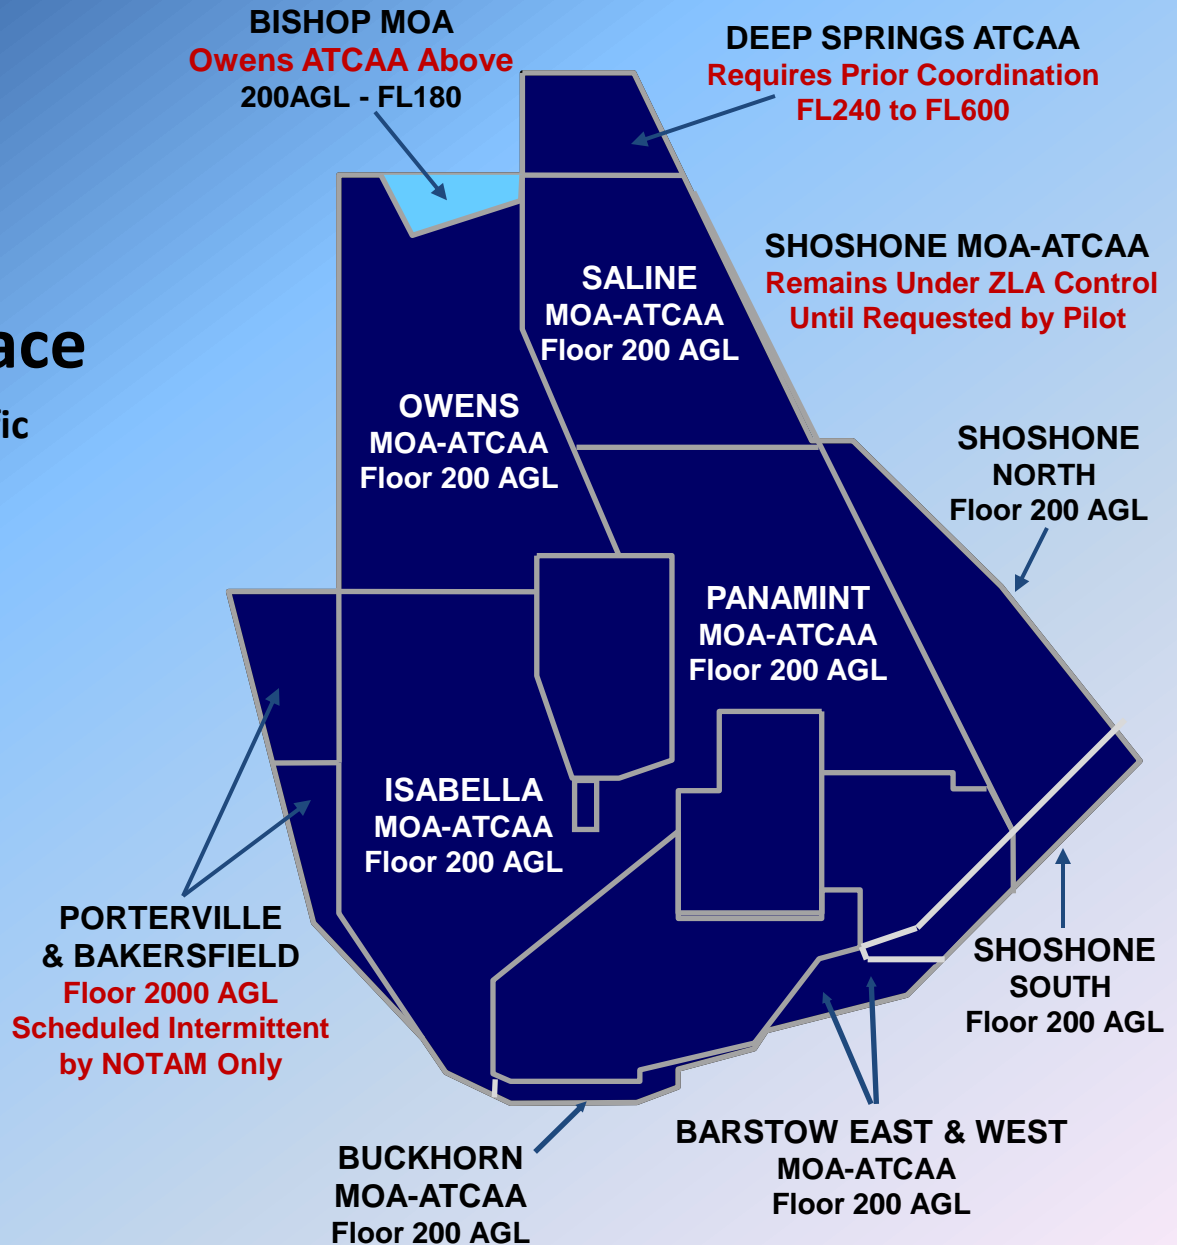 BISHOP MOA
Owens ATCAA Above
200AGL - FL180
DEEP SPRINGS ATCAA
Requires Prior Coordination
FL240 to FL600
SHOSHONE MOA-ATCAA
Remains Under ZLA Control
Until Requested by Pilot
SALINE
MOA-ATCAA
Floor 200 AGL
ace
fic
OWENS
MOA-ATCAA
Floor 200 AGL
SHOSHONE
NORTH
Floor 200 AGL
PANAMINT
MOA-ATCAA
Floor 200 AGL
ISABELLA
MOA-ATCAA
Floor 200 AGL
PORTERVILLE
& BAKERSFIELD
Floor 2000 AGL
Scheduled Intermittent
by NOTAM Only
SHOSHONE
SOUTH
Floor 200 AGL
BUCKHORN
MOA-ATCAA
Floor 200 AGL
BARSTOW EAST & WEST
MOA-ATCAA
Floor 200 AGL